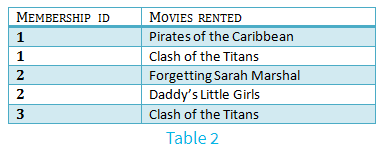 MEMBERSHIP ID MOVIES RENTED
1 Pirates of the Caribbean
1 Clash of the Titans
2 Forgetting Sarah Marshal
2 Daddy's Little Girls
3 Clash of the Titans
Table 2